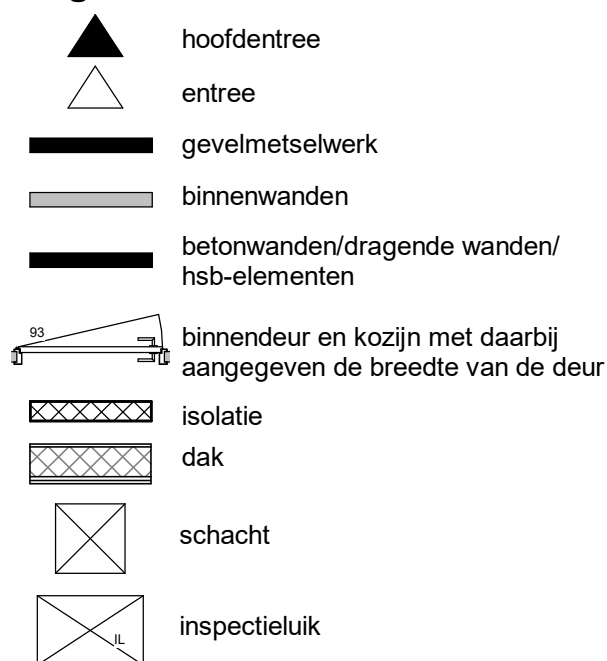 hoofdentree
entree
gevelmetselwerk
binnenwanden
betonwanden/dragende wanden/
hsb-elementen
93
binnendeur en kozijn met daarbij
aangegeven de breedte van de deur
isolatie
dak
schacht
IL
inspectieluik